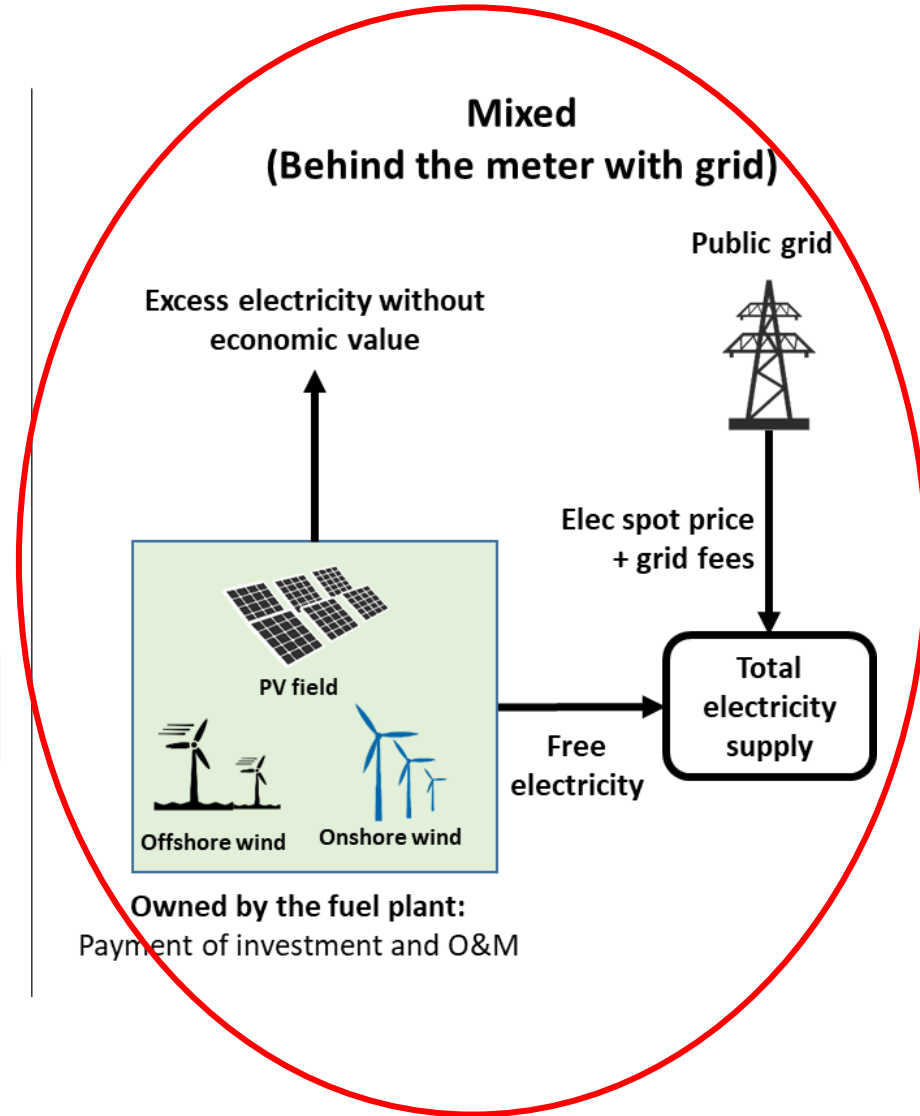 Mixed
(Behind the meter with grid)
Public grid
Excess electricity without
economic value
Elec spot price
+ grid fees
PV field
Total
electricity
supply
Free
electricity
Offshore wind
Onshore wind
Owned by the fuel plant:
Payment of investment and O&M